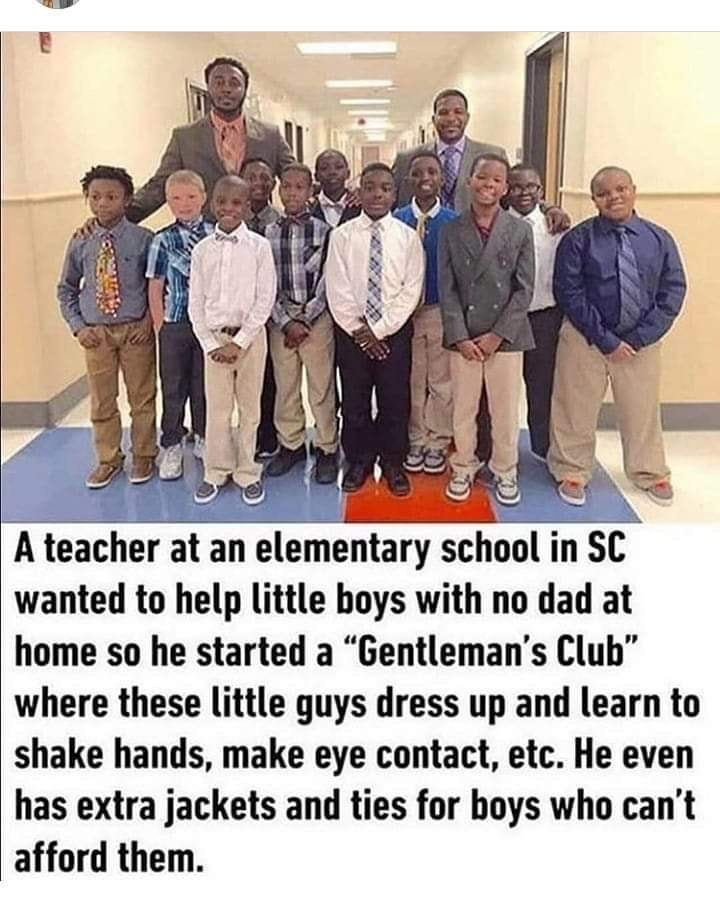 A teacher at an elementary school in SC
wanted to help little boys with no dad at
home so he started a “Gentleman’s Club”
where these little guys dress up and learn to
shake hands, make eye contact, etc. He even
has extra jackets and ties for boys who can’t
afford them.